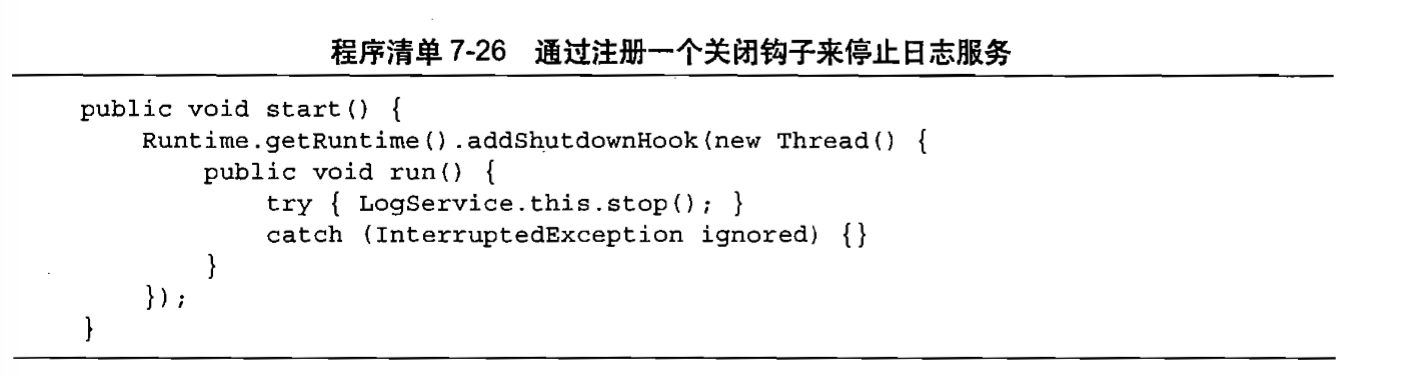 程序清单 7-26 通过注册一个关闭钩子来停止日志服务
public void start() {
    Runtime.getRuntime().addShutdownHook(new Thread() {
        public void run() {
            try { LogService.this.stop(); }
            catch (InterruptedException ignored) {}
        }
    });
}